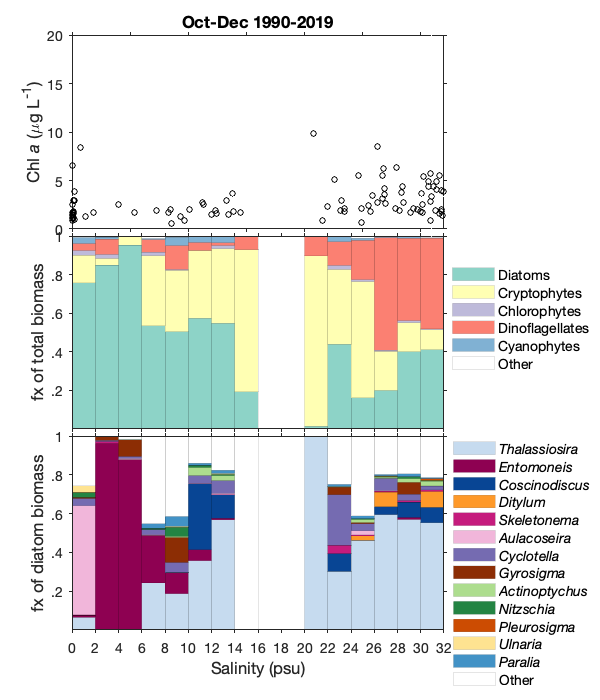 Oct-Dec 1990-2019
20
15
10
5
0
Chl a (μg L⁻¹)
1
.8
.6
.4
.2
fx of total biomass
Diatoms
Cryptophytes
Chlorophytes
Dinoflagellates
Cyanophytes
Other
1
.8
.6
.4
.2
fx of diatom biomass
Thalassiosira
Entomoneis
Coscinodiscus
Ditylum
Skeletonema
Aulacoseira
Cyclotella
Gyrosigma
Actinoptychus
Nitzschia
Pleurosigma
Ulnaria
Paralia
Other
0 2 4 6 8 10 12 14 16 18 20 22 24 26 28 30 32
Salinity (psu)